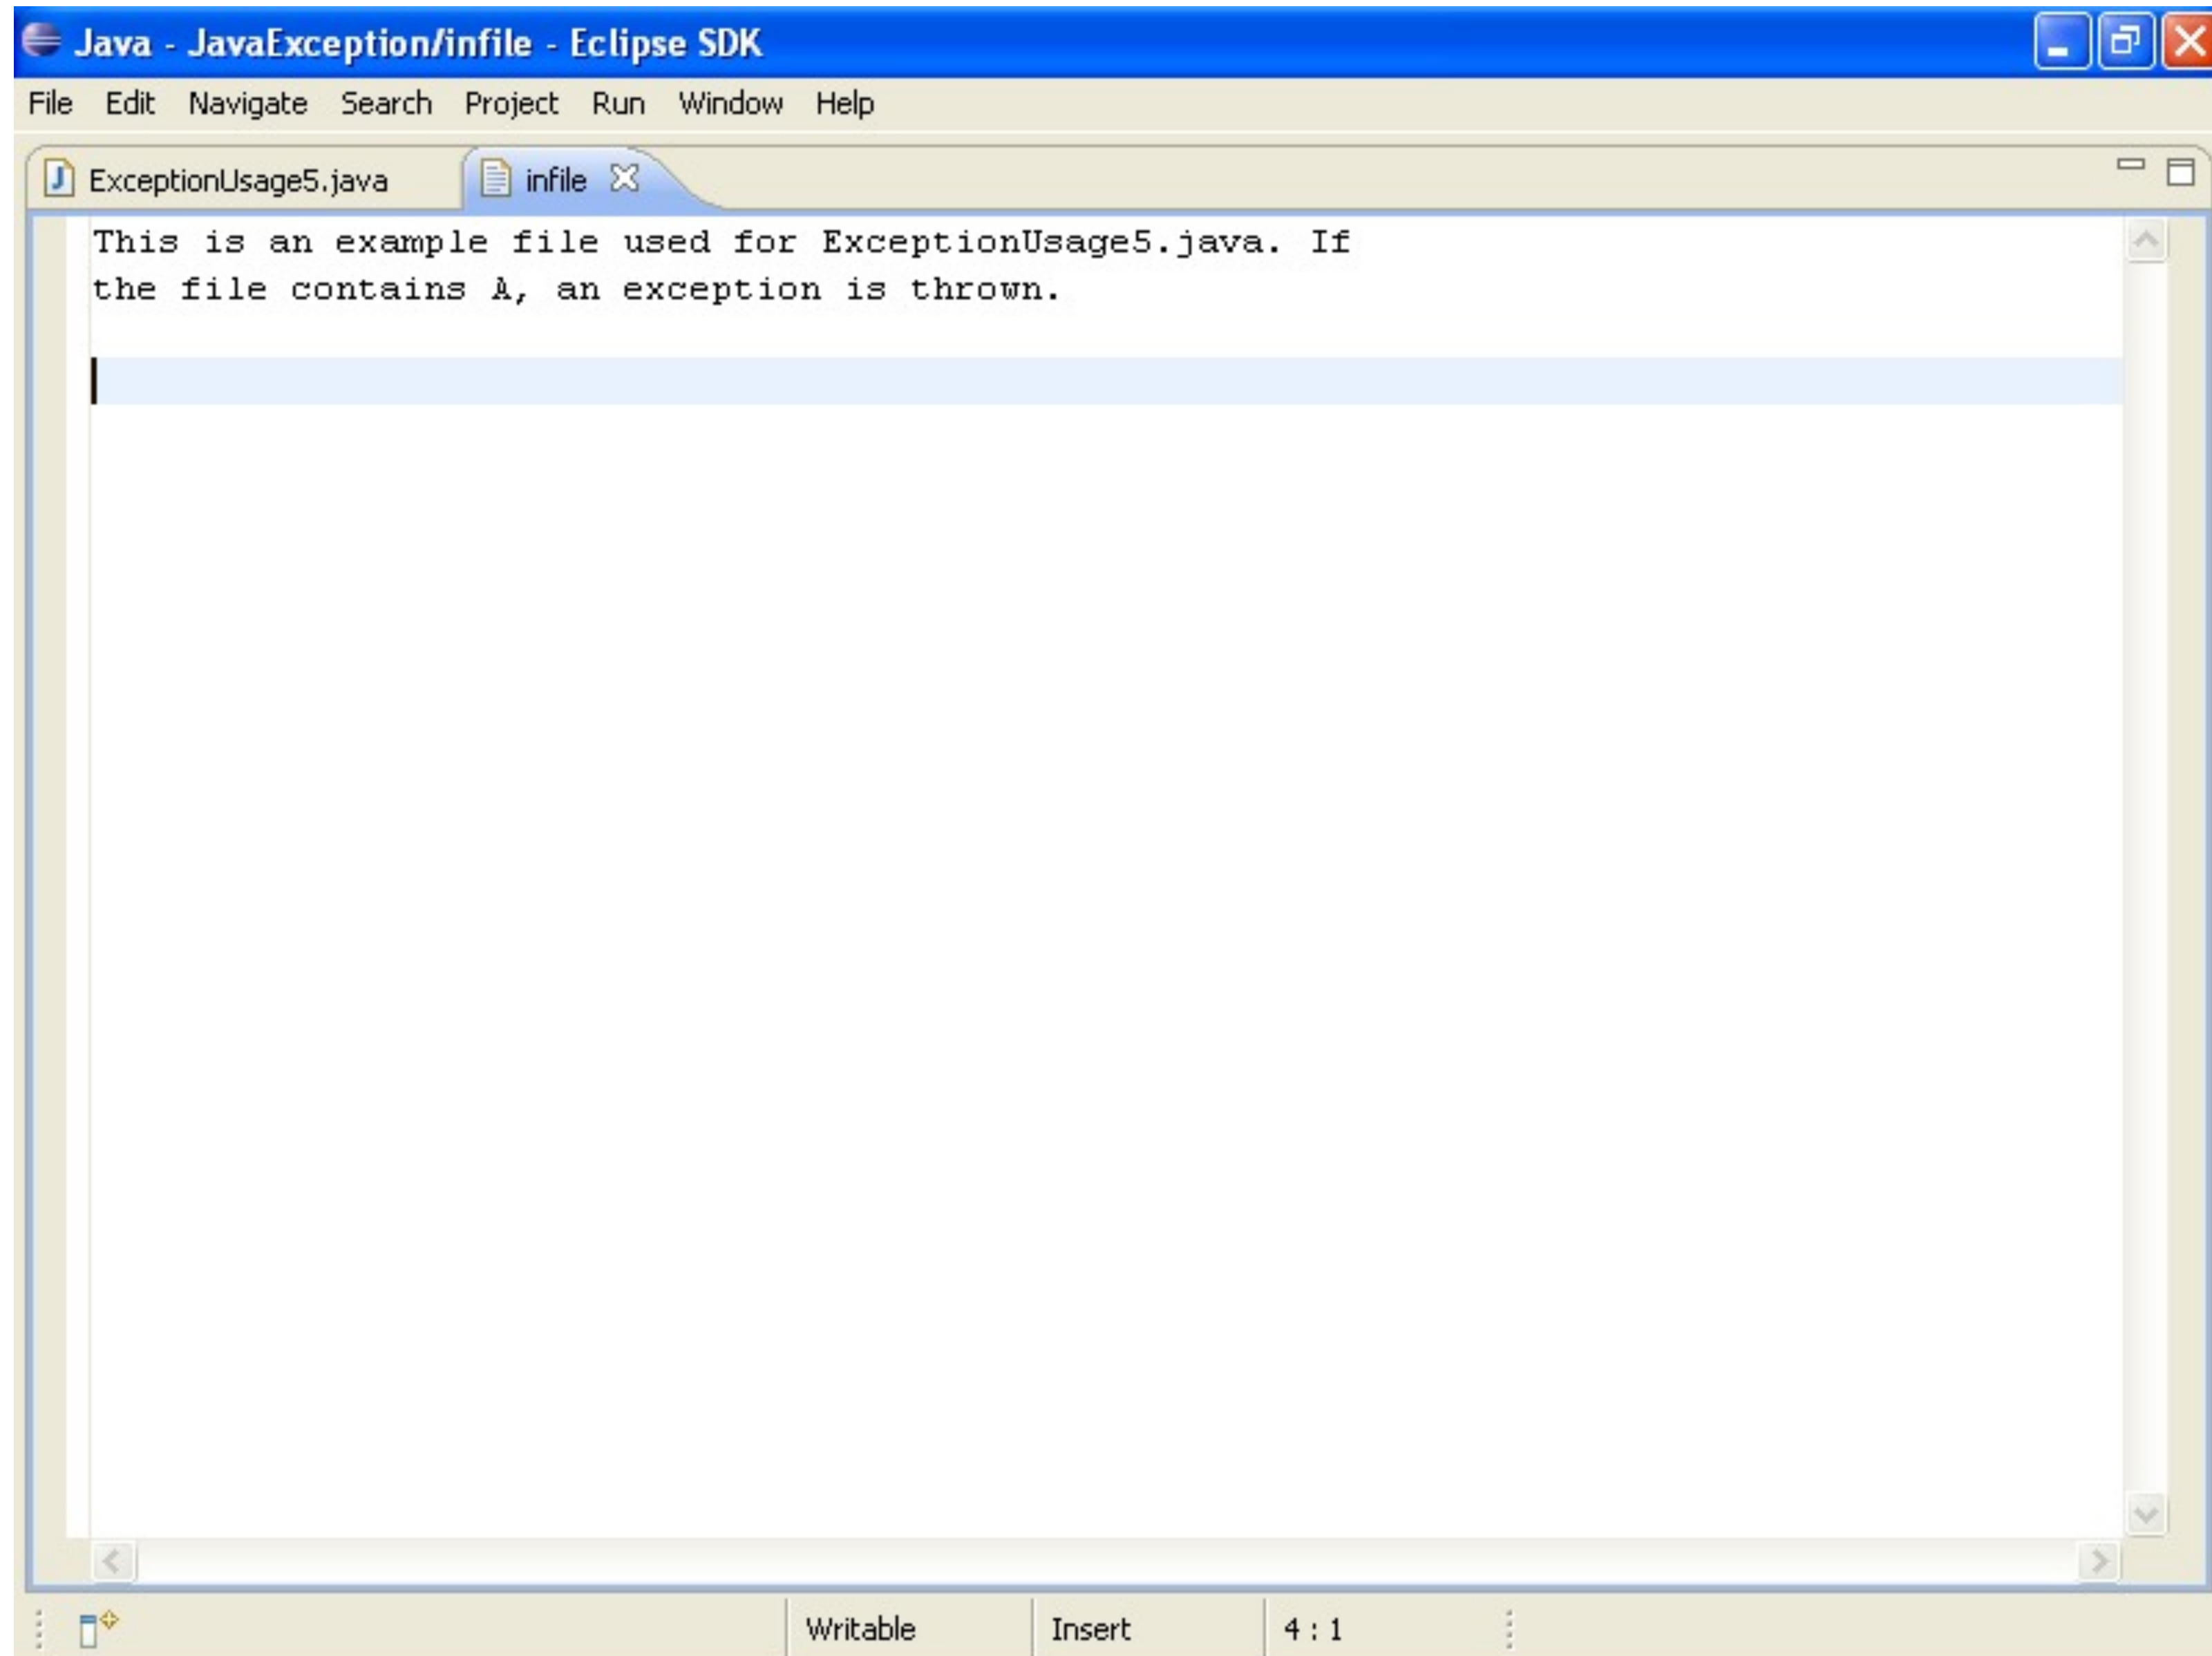 Java - JavaException/infile - Eclipse SDK
File Edit Navigate Search Project Run Window Help
ExceptionUsage5.java infile
This is an example file used for ExceptionUsage5.java. If
the file contains A, an exception is thrown.
Writable Insert 4 : 1